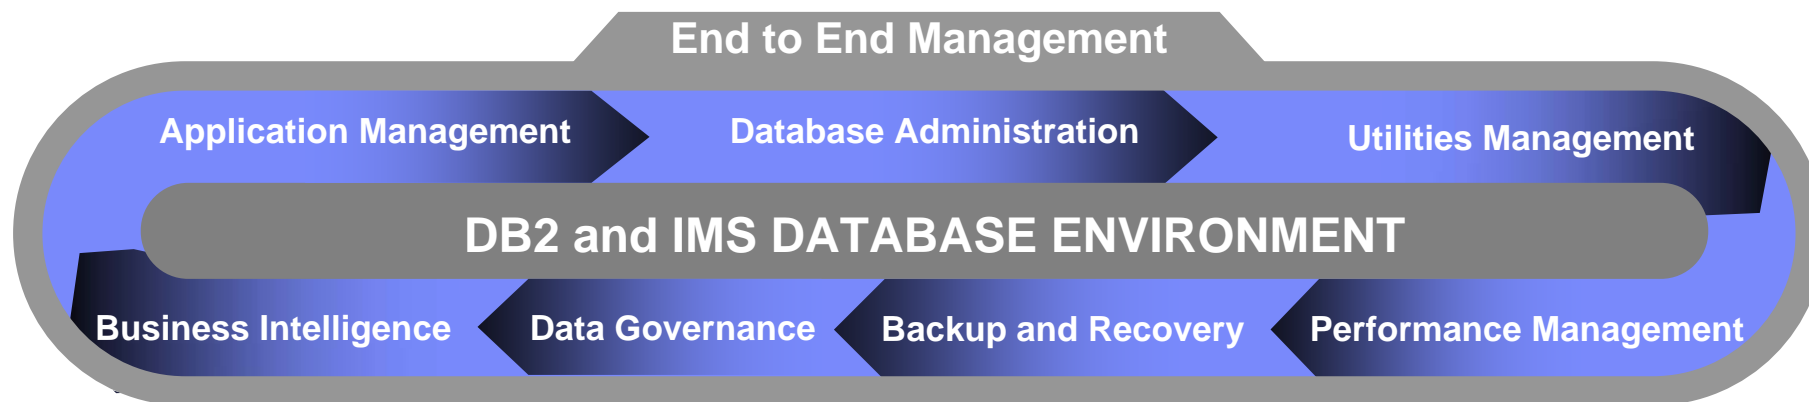 End to End Management
Application Management
Database Administration
Utilities Management
DB2 and IMS DATABASE ENVIRONMENT
Business Intelligence
Data Governance
Backup and Recovery
Performance Management